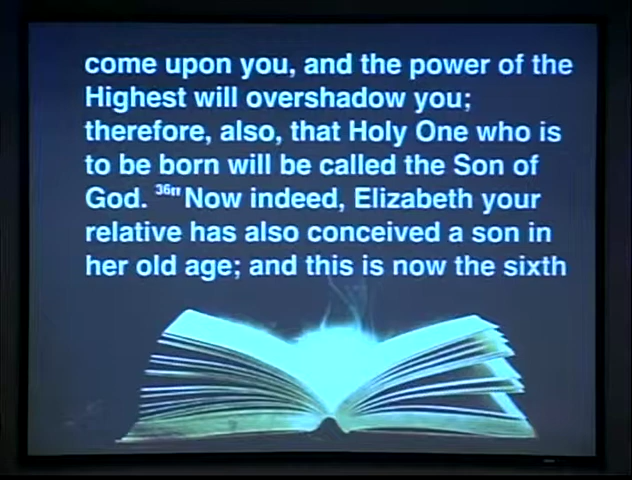 come upon you, and the power of the
Highest will overshadow you;
therefore, also, that Holy One who is
to be born will be called the Son of
God. 36"Now indeed, Elizabeth your
relative has also conceived a son in
her old age; and this is now the sixth